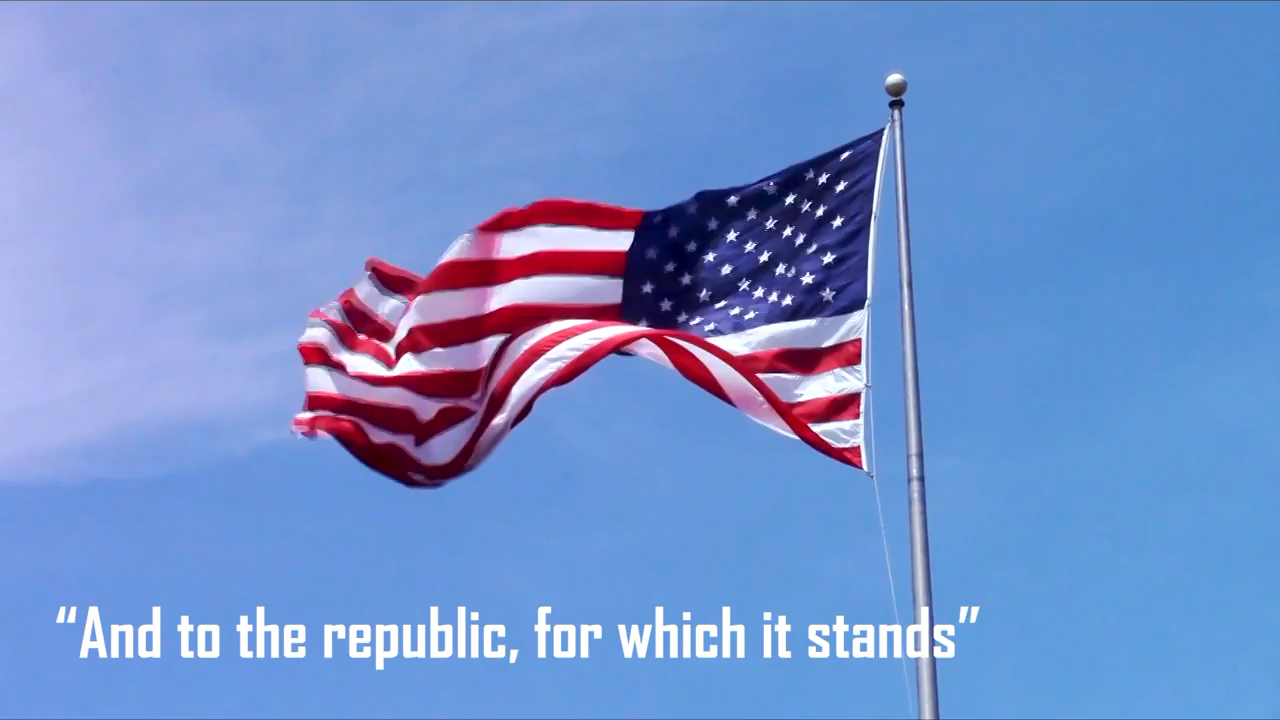 “And to the republic, for which it stands”